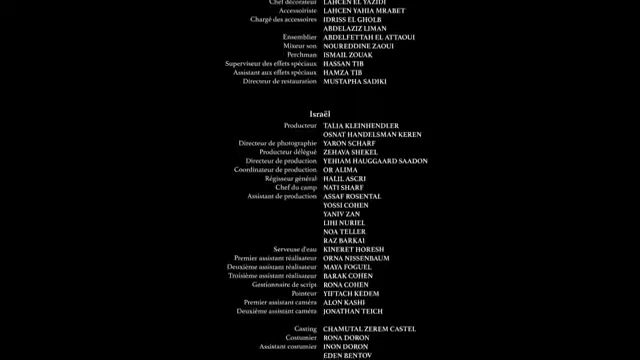 Chef décorateur LAHCEN EL YAZIDI
Accessoiriste LAHCEN YAHIA MRABET
Chargé des accessoires IDRISS EL GHOLB
ABDELAZIZ LIMAN
Ensemblier ABDELFETTAH EL ATTAOUI
Mixeur son NOUREDDINE ZAOUI
Perchman ISMAIL ZOUAK
Superviseur des effets spéciaux HASSAN TIB
Assistant aux effets spéciaux HAMZA TIB
Directeur de restauration MUSTAPHA SADIKI
Israël
Producteur TALIA KLEINHENDLER
OSNAT HANDELSMAN KEREN
Directeur de photographie YARON SCHARF
Producteur délégué ZEHAVA SHEKEL
Directeur de production YEHIAM HAUGGAARD SAADON
Coordinateur de production OR ALIMA
Régisseur général HALIL ASCRI
Chef du camp NATI SHARF
Assistant de production ASSAF ROSENTAL
YOSSI COHEN
YANIV ZAN
LIHI NURIEL
NOA TELLER
RAZ BARKAI
Serveuse d'eau KINERET HORESH
Premier assistant réalisateur ORNA NISSENBAUM
Deuxième assistant réalisateur MAYA FOGUEL
Troisième assistant réalisateur BARAK COHEN
Gestionnaire de script RONA COHEN
Pointeur YIFTACH KEDEM
Premier assistant caméra ALON KASHI
Deuxième assistant caméra JONATHAN TEICH
Casting CHAMUTAL ZEREM CASTEL
Costumier RONA DORON
Assistant costumier INON DORON
EDEN BENTOV